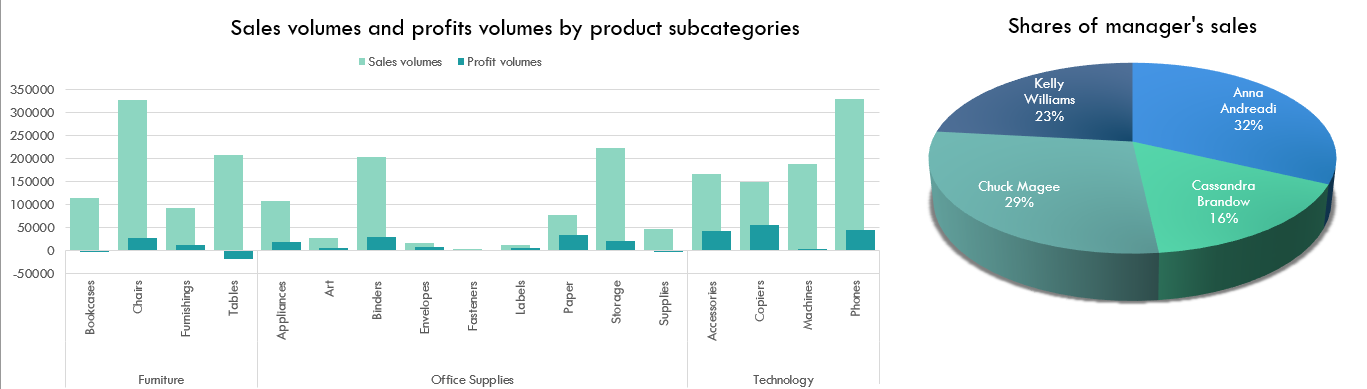 Sales volumes and profits volumes by product subcategories
Sales volumes
Profit volumes
350000
300000
250000
200000
150000
100000
50000
0
-50000
Bookcases
Chairs
Furnishings
Tables
Appliances
Art
Binders
Envelopes
Fasteners
Labels
Paper
Storage
Supplies
Accessories
Copiers
Machines
Phones
Furniture
Office Supplies
Technology
Shares of manager's sales
Kelly
Williams
23%
Anna
Andreadi
32%
Chuck Magee
29%
Cassandra
Brandow
16%